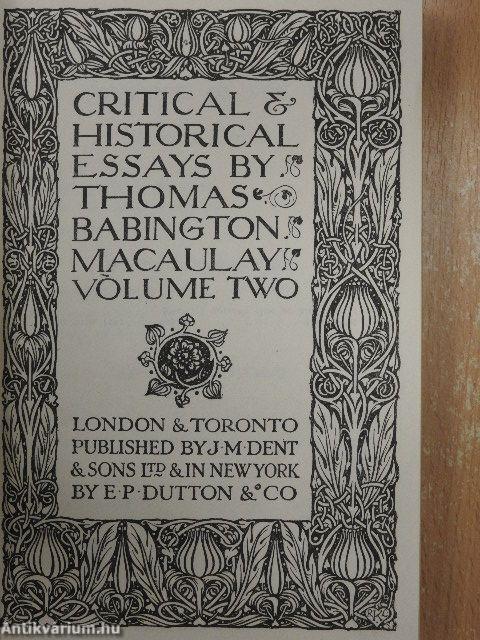 CRITICAL &
HISTORICAL
ESSAYS BY
THOMAS
BABINGTON
MACAULAY
VOLUME TWO
LONDON & TORONTO
PUBLISHED BY J·M·DENT
& SONS LTD & IN NEW YORK
BY E·P·DUTTON & CO
Antikvárium.hu